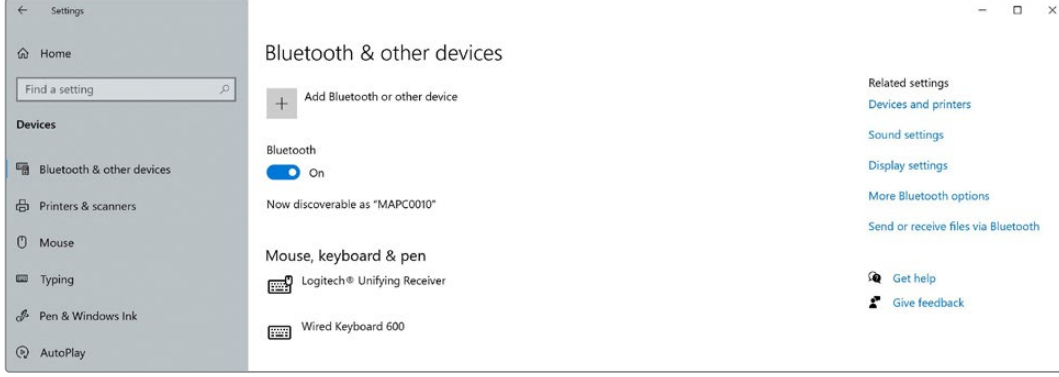 Settings
Home
Find a setting
Devices
Bluetooth & other devices
Printers & scanners
Mouse
Typing
Pen & Windows Ink
AutoPlay
Bluetooth & other devices
Add Bluetooth or other device
Bluetooth
On
Now discoverable as “MAPC0010”
Mouse, keyboard & pen
Logitech® Unifying Receiver
Wired Keyboard 600
Related settings
Devices and printers
Sound settings
Display settings
More Bluetooth options
Send or receive files via Bluetooth
Get help
Give feedback